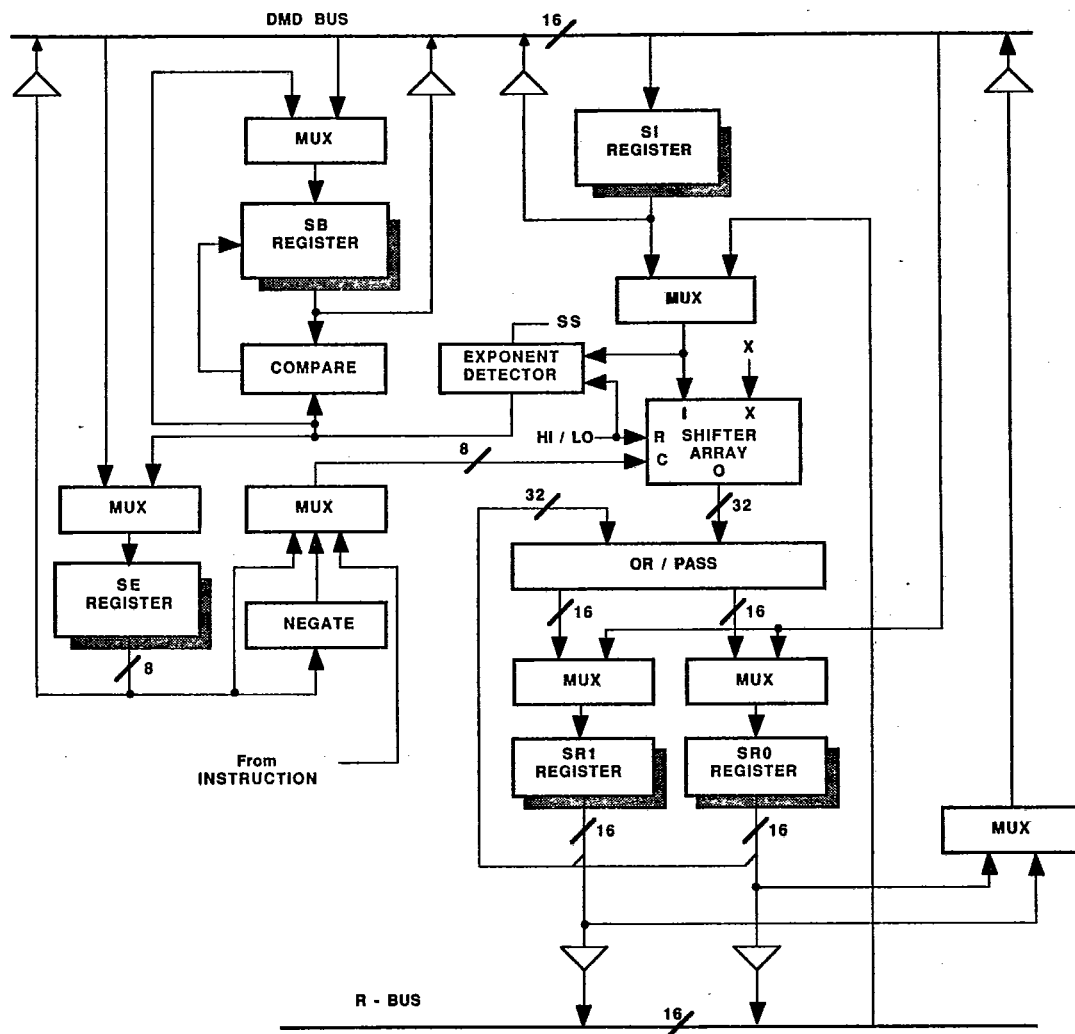 DMD BUS
16
MUX
SI
REGISTER
SB
REGISTER
MUX
SS
X
COMPARE
EXPONENT
DETECTOR
I X
HI / LO
R SHIFTER
ARRAY
C
O
8
MUX
MUX
32
32
OR / PASS
SE
REGISTER
NEGATE
16
16
8
MUX
MUX
From
INSTRUCTION
SR1
REGISTER
SR0
REGISTER
16
16
MUX
R - BUS
16